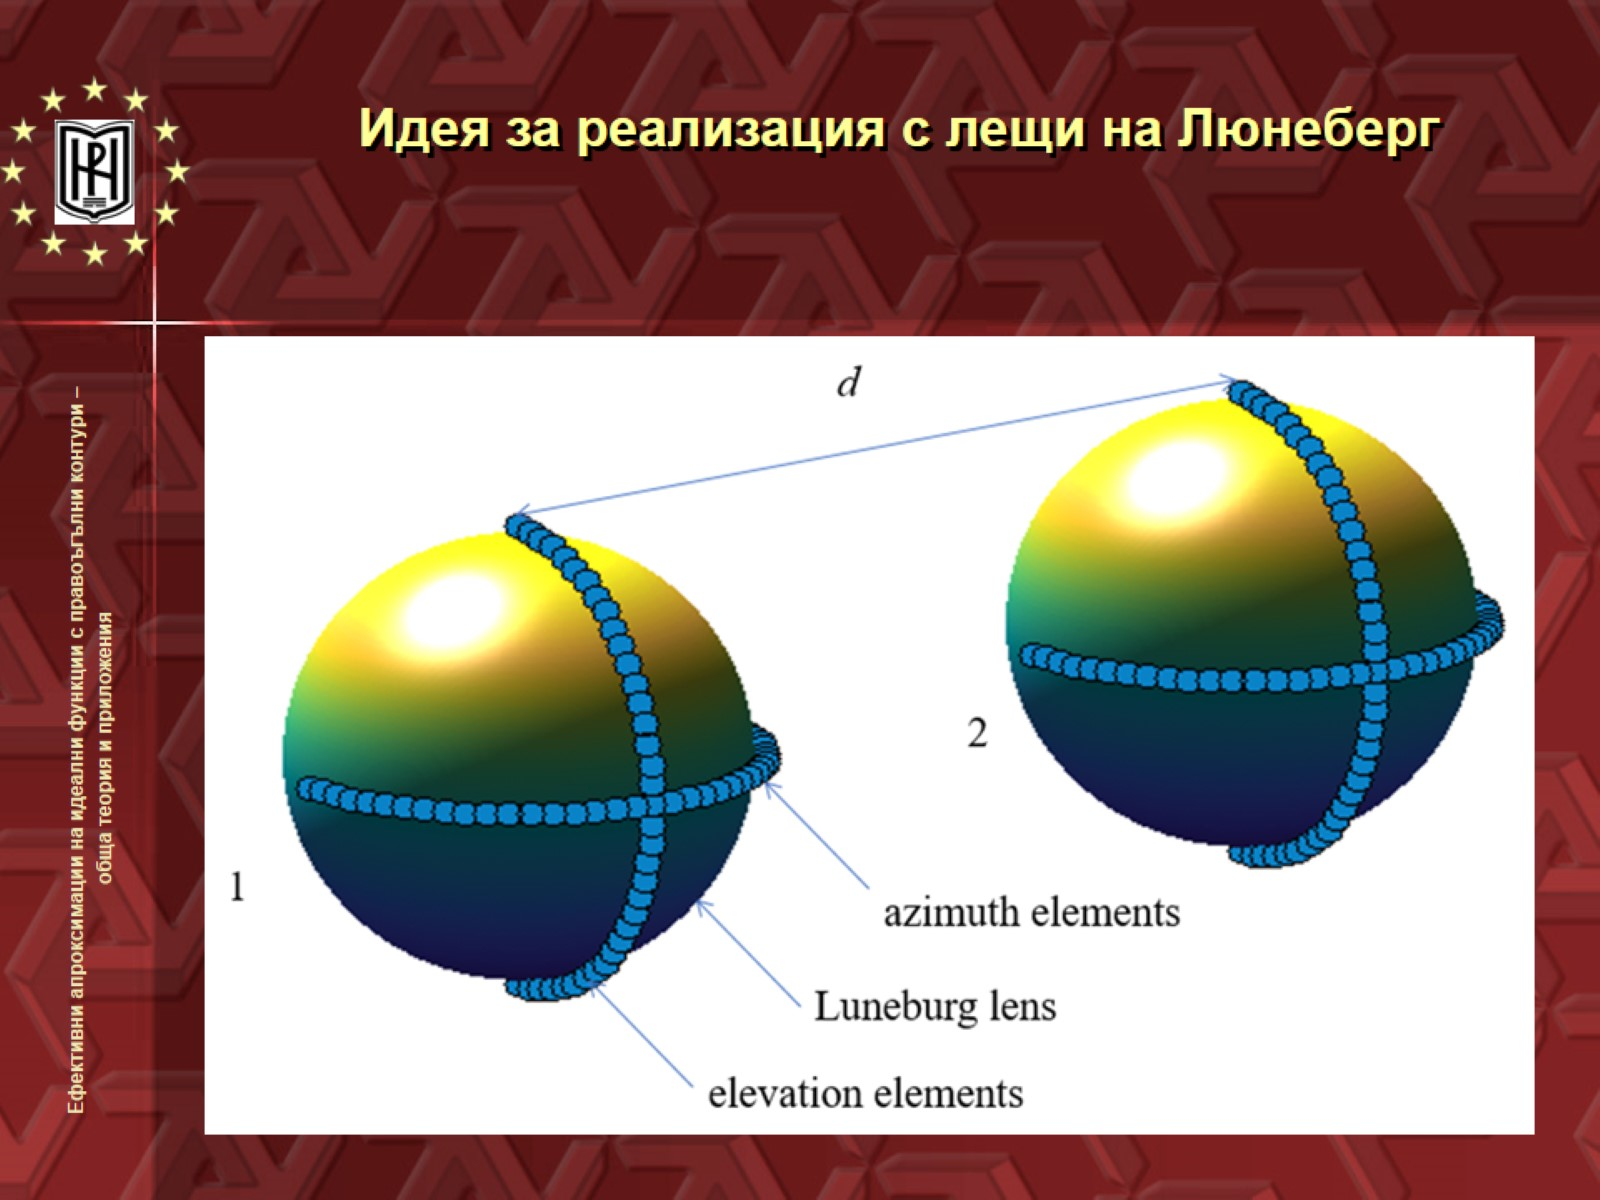 Идея за реализация с лещи на Люнеберг
Ефективни апроксимации на идеални функции с правоъгълни контури –
обща теория и приложения
d
2
1
azimuth elements
Luneburg lens
elevation elements